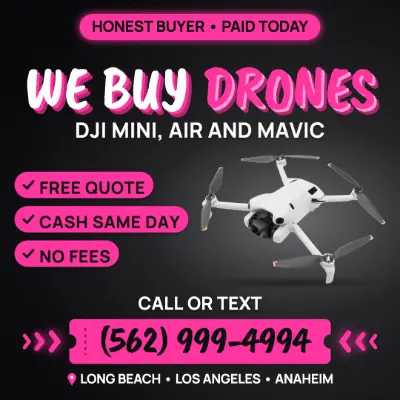 HONEST BUYER • PAID TODAY
WE BUY DRONES
DJI MINI, AIR AND MAVIC
FREE QUOTE
CASH SAME DAY
NO FEES
CALL OR TEXT
(562) 999-4994
LONG BEACH • LOS ANGELES • ANAHEIM